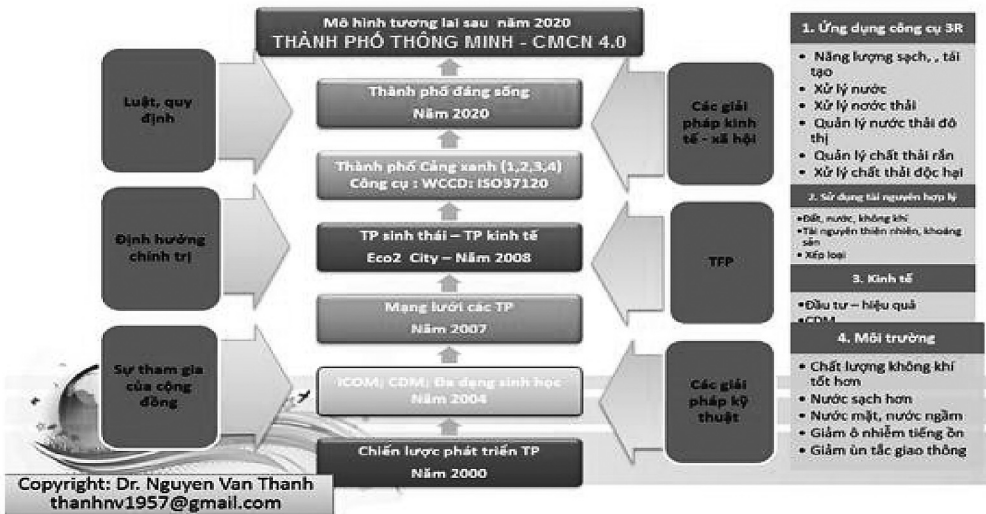 Mô hình tương lai sau năm 2020
THÀNH PHỐ THÔNG MINH - CMCN 4.0
Thành phố đáng sống
Năm 2020
Thành phố Cảng xanh (1,2,3,4)
Công cụ : WCCD: ISO37120
TP sinh thái – TP kinh tế
Eco2 City – Năm 2008
Mạng lưới các TP
Năm 2007
ICOM; CDM; Đa dạng sinh học
Năm 2004
Chiến lược phát triển TP
Năm 2000
Luật, quy
định
Định hướng
chính trị
Sự tham gia
của cộng
đồng
Các giải
pháp kinh
tế - xã hội
TFP
Các giải
pháp kỹ
thuật
1. Ứng dụng công cụ 3R
• Năng lượng sạch, , tái
tạo
• Xử lý nước
• Xử lý nơớc thải
• Quản lý nước thải đô
thị
• Quản lý chất thải rắn
• Xử lý chất thải độc hại
2. Sử dụng tài nguyên hợp lý
•Đất, nước, không khí
•Tài nguyên thiên nhiên, khoáng
sản
• Xếp loại
3. Kinh tế
•Đầu tư – hiệu quả
•CDM
4. Môi trường
• Chất lượng không khí
tốt hơn
• Nước sạch hơn
• Nước mặt, nước ngầm
• Giảm ô nhiễm tiếng ồn
• Giảm ùn tắc giao thông
Copyright: Dr. Nguyen Van Thanh
thanhnv1957@gmail.com